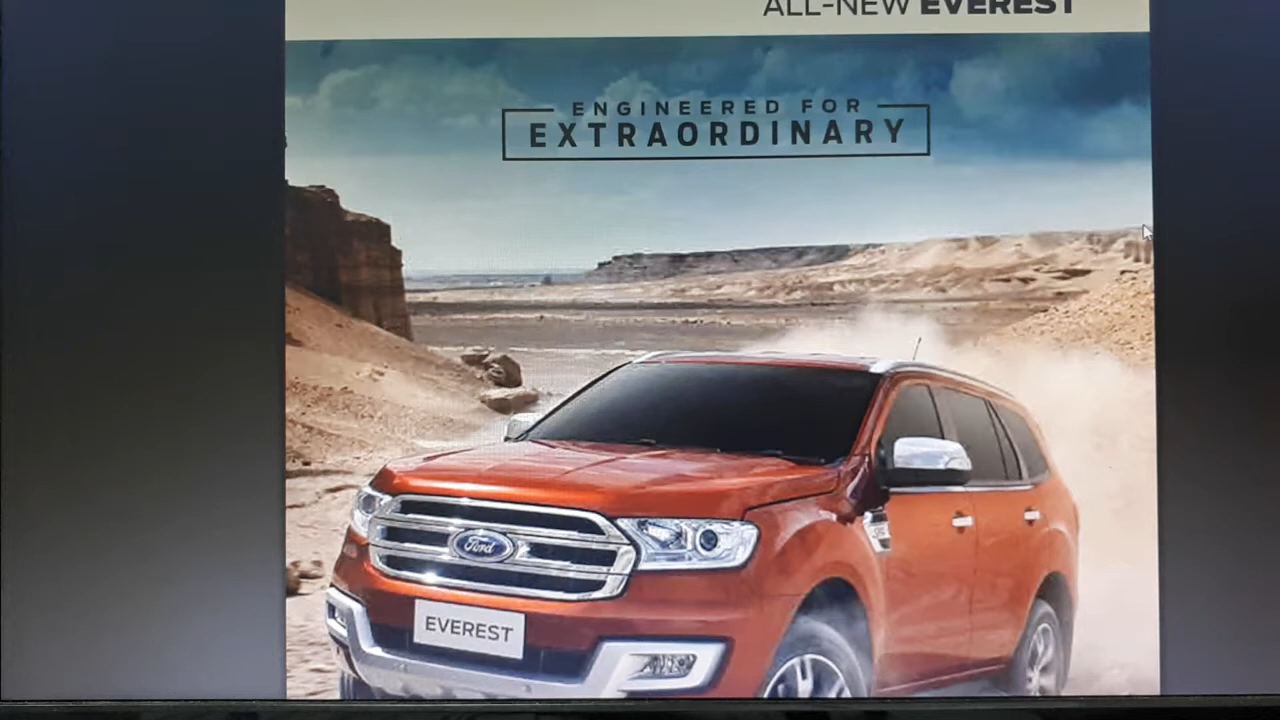 ALL-NEW EVEREST
ENGINEERED FOR
EXTRAORDINARY
Ford
EVEREST